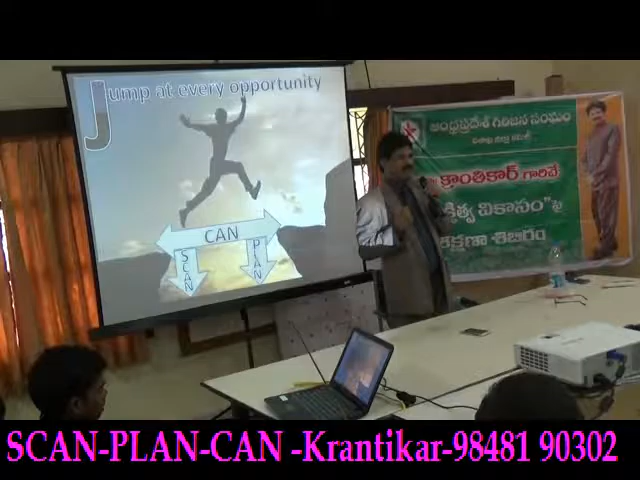 Jump at every opportunity
CAN
SCAN
PLAN
ఆంధ్రప్రదేశ్ గిరిజన సంఘం
క్రాంతికార్ గారిచే
వికాసం" పై
శిక్షణా శిబిరం
SCAN-PLAN-CAN -Krantikar-98481 90302